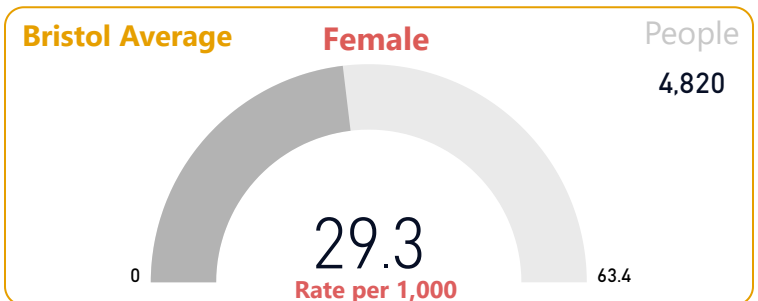 Bristol Average
Female
People
4,820
29.3
0
63.4
Rate per 1,000